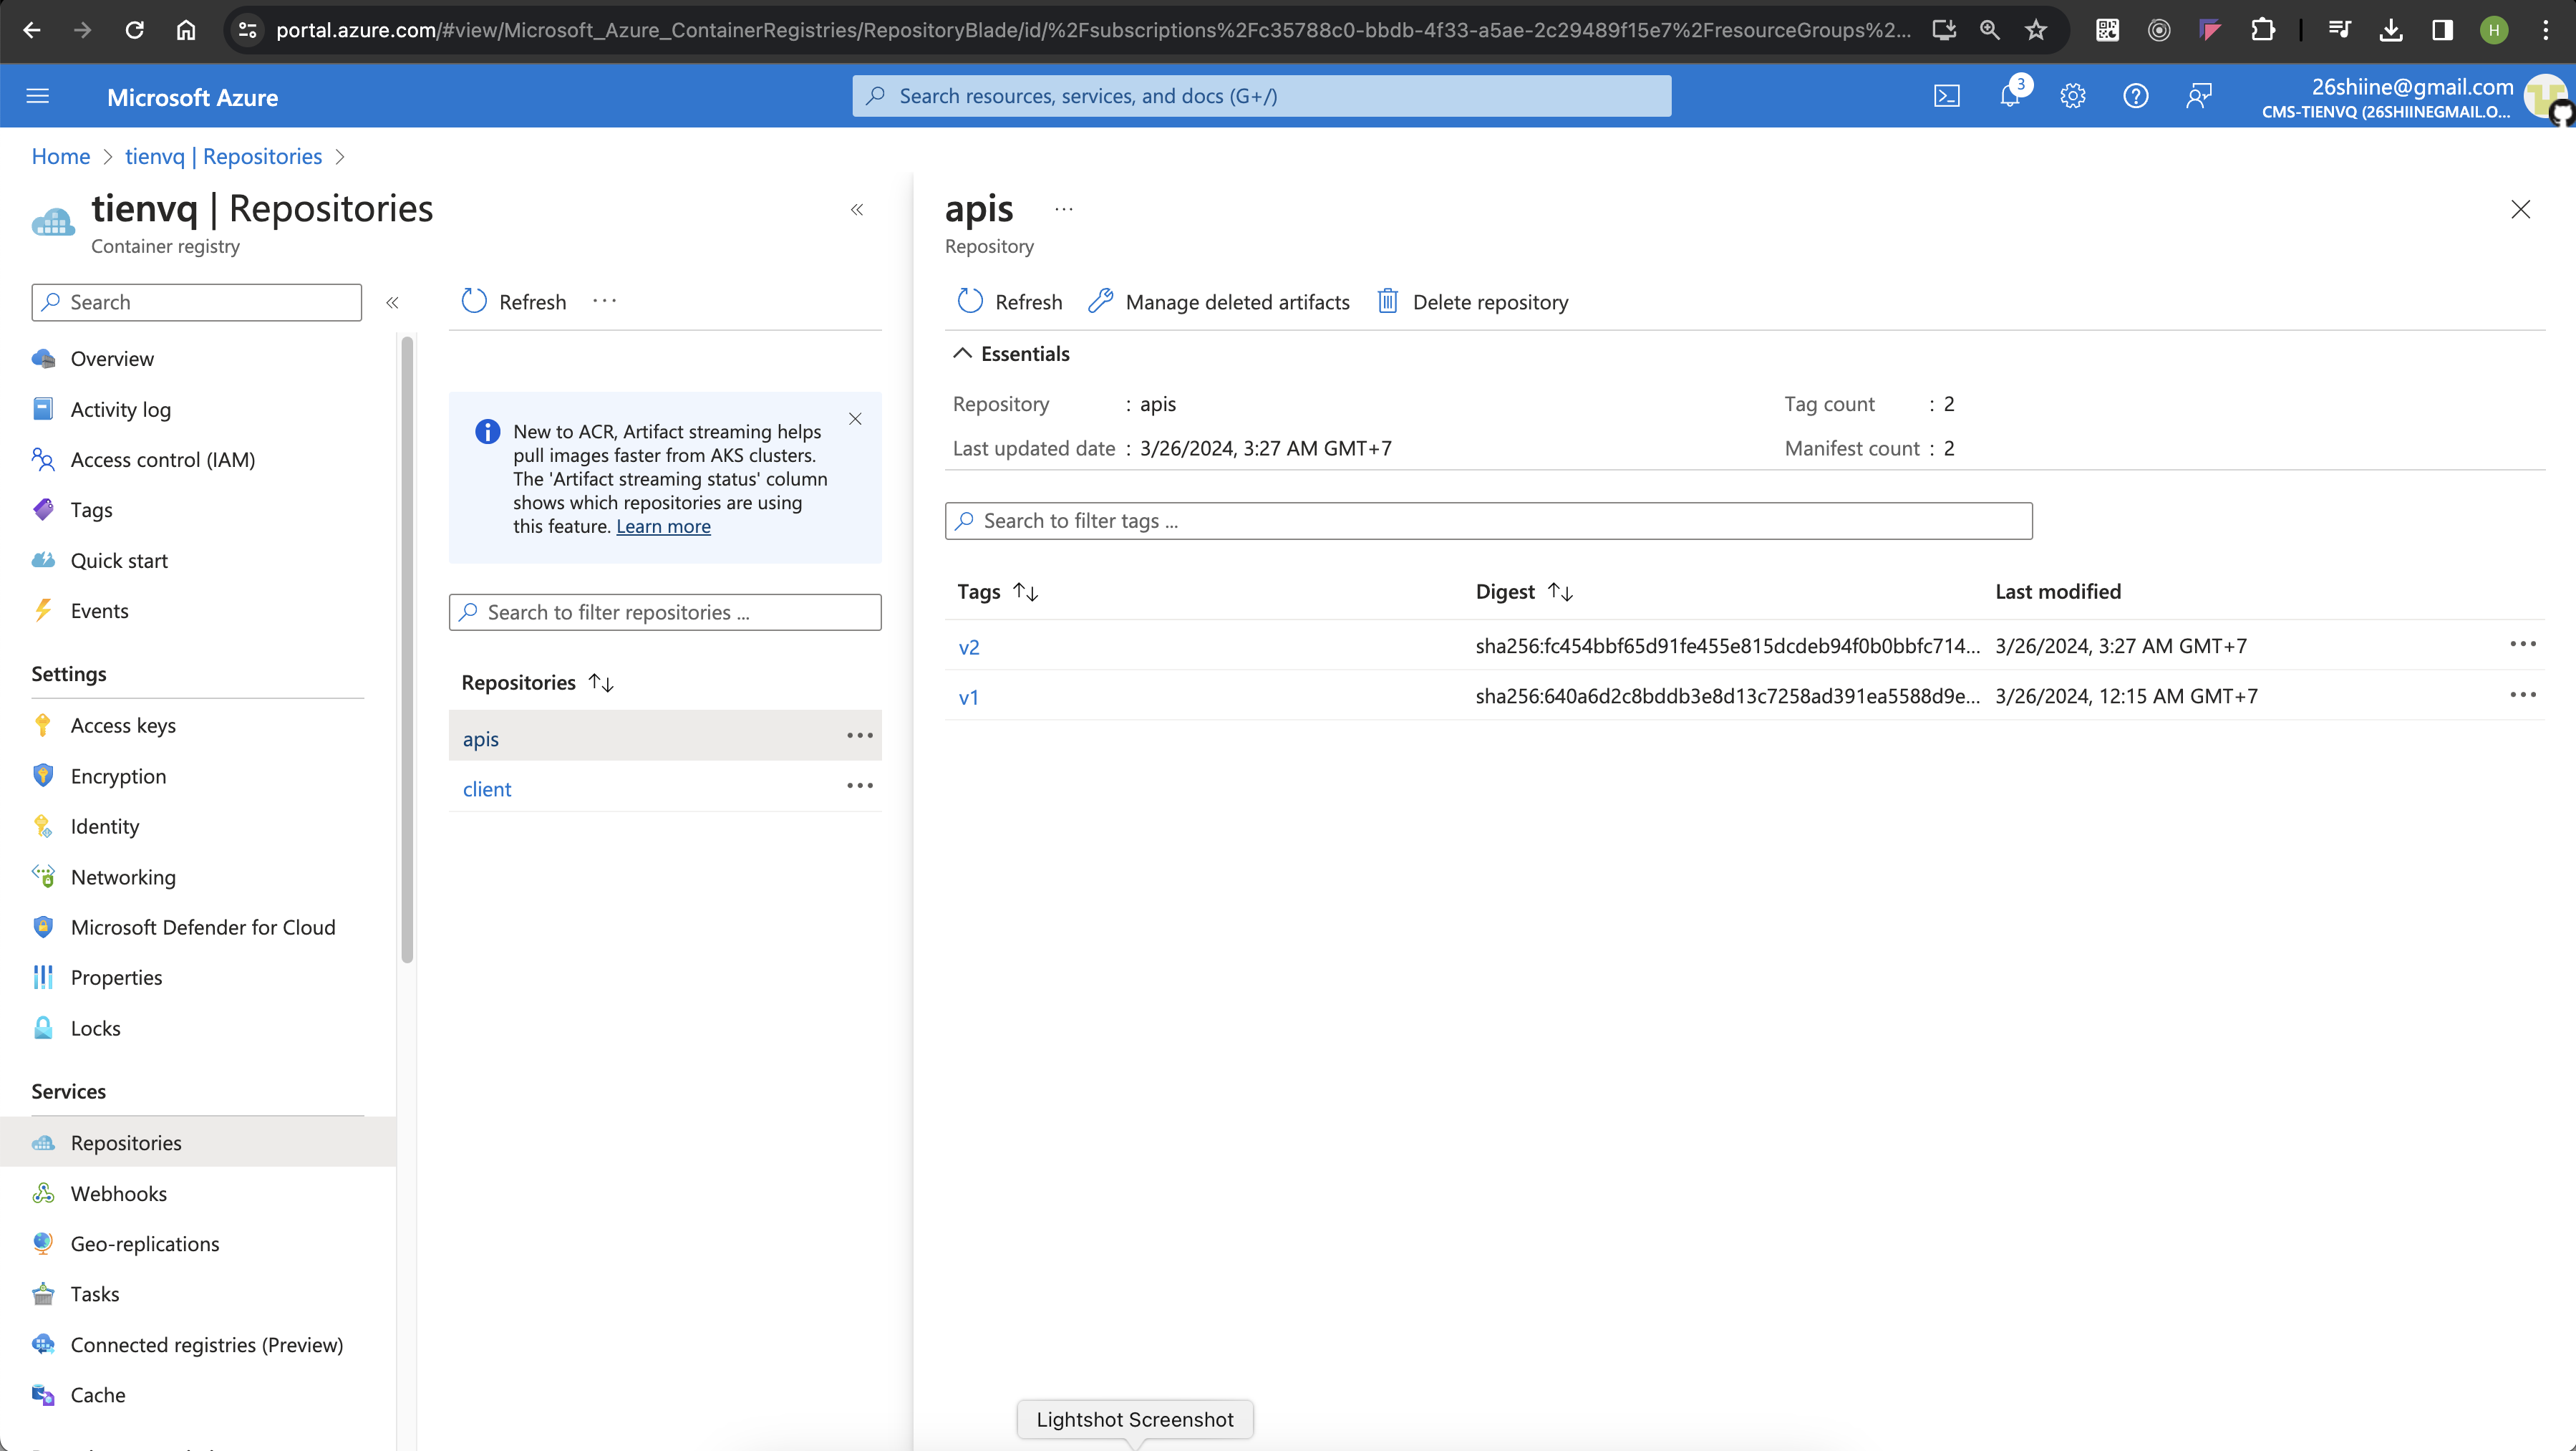 portal.azure.com/#view/Microsoft_Azure_ContainerRegistries/RepositoryBlade/id/%2Fsubscriptions%2Fc35788c0-bbdb-4f33-a5ae-2c29489f15e7%2FresourceGroups%2...
H
Microsoft Azure
Search resources, services, and docs (G+/)
3
26shiine@gmail.com
CMS-TIENVQ (26SHIINEGMAIL.O...
Home > tienvq | Repositories >
tienvq | Repositories
Container registry
Search
Overview
Activity log
Access control (IAM)
Tags
Quick start
Events
Settings
Access keys
Encryption
Identity
Networking
Microsoft Defender for Cloud
Properties
Locks
Services
Repositories
Webhooks
Geo-replications
Tasks
Connected registries (Preview)
Cache
Refresh ...
New to ACR, Artifact streaming helps
pull images faster from AKS clusters.
The 'Artifact streaming status' column
shows which repositories are using
this feature. Learn more
Search to filter repositories ...
Repositories
apis
client
apis ...
Repository
Refresh Manage deleted artifacts Delete repository
Essentials
Repository : apis Tag count : 2
Last updated date : 3/26/2024, 3:27 AM GMT+7 Manifest count : 2
Search to filter tags ...
Tags Digest Last modified
v2 sha256:fc454bbf65d91fe455e815dcdeb94f0b0bbfc714... 3/26/2024, 3:27 AM GMT+7
v1 sha256:640a6d2c8bddb3e8d13c7258ad391ea5588d9e... 3/26/2024, 12:15 AM GMT+7
Lightshot Screenshot